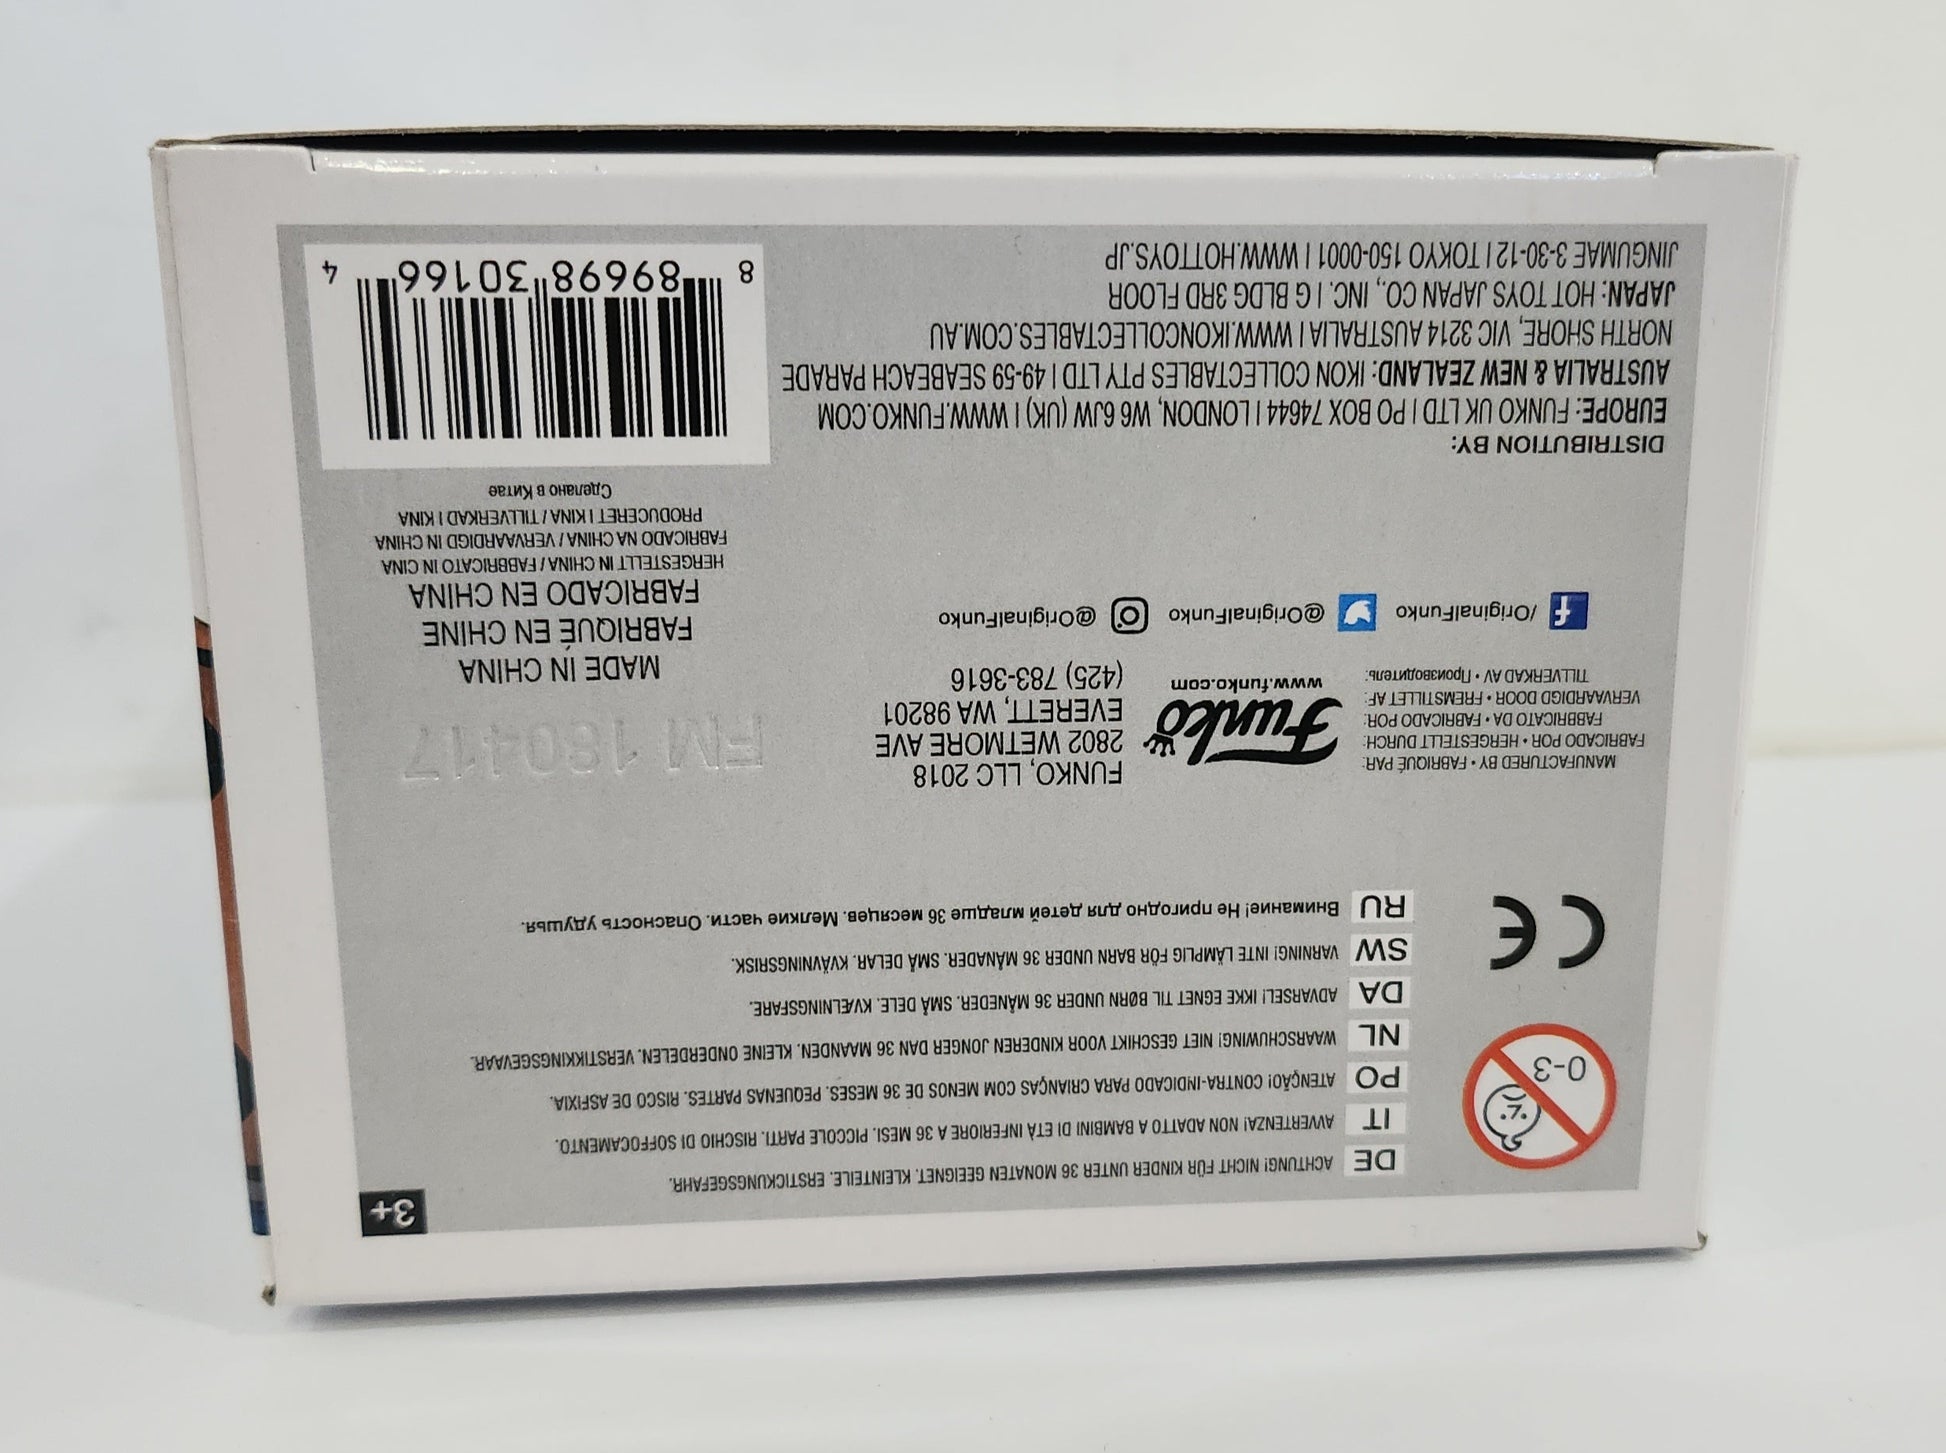 3+
DE ACHTUNG! NICHT FÜR KINDER UNTER 36 MONATEN GEEIGNET. KLEINTEILE. ERSTICKUNGSGEFAHR.
IT AVVERTENZA! NON ADATTO A BAMBINI DI ETÀ INFERIORE A 36 MESI. PICCOLE PARTI. RISCHIO DI SOFFOCAMENTO.
PO ATENÇÃO! CONTRA-INDICADO PARA CRIANÇAS COM MENOS DE 36 MESES. PARTES PEQUENAS. RISCO DE ASFIXIA.
NL WAARSCHUWING! NIET GESCHIKT VOOR KINDEREN JONGER DAN 36 MAANDEN. KLEINE ONDERDELEN. VERSTIKKINGSGEVAAR.
DA ADVARSEL! IKKE EGNET TIL BØRN UNDER 36 MÅNEDER. SMÅ DELE. KVÆLNINGSFARE.
SW VARNING! INTE LÄMPLIG FÖR BARN UNDER 36 MÅNADER. SMÅ DELAR. KVÄVNINGSRISK.
RU Внимание! Не пригодно для детей младше 36 месяцев. Мелкие части. Опасность удушья.
0-3
CE
MANUFACTURED BY • FABRIQUÉ PAR:
FABRICADO POR • HERGESTELLT DURCH:
FABBRICATO DA • FABRICADO POR:
VERVAARDIGD DOOR • FREMSTILLET AF:
TILLVERKAD AV • Производитель:
Funko
www.funko.com
FUNKO, LLC 2018
2802 WETMORE AVE
EVERETT, WA 98201
(425) 783-3616
/OriginalFunko @OriginalFunko @OriginalFunko
FM 180417
MADE IN CHINA
FABRIQUÉ EN CHINE
FABRICADO EN CHINA
HERGESTELLT IN CHINA / FABBRICATO IN CINA
FABRICADO NA CHINA / VERVAARDIGD IN CHINA
PRODUCERET I KINA / TILLVERKAD I KINA
Сделано в Китае
DISTRIBUTION BY:
EUROPE: FUNKO UK LTD | PO BOX 74644 | LONDON, W6 6JW (UK) | WWW.FUNKO.COM
AUSTRALIA & NEW ZEALAND: IKON COLLECTABLES PTY LTD | 49-59 SEABEACH PARADE
NORTH SHORE, VIC 3214 AUSTRALIA | WWW.IKONCOLLECTABLES.COM.AU
JAPAN: HOT TOYS JAPAN CO., INC. | G BLDG 3RD FLOOR
JINGUMAE 3-30-12 | TOKYO 150-0001 | WWW.HOTTOYS.JP
8 89698 30166 4